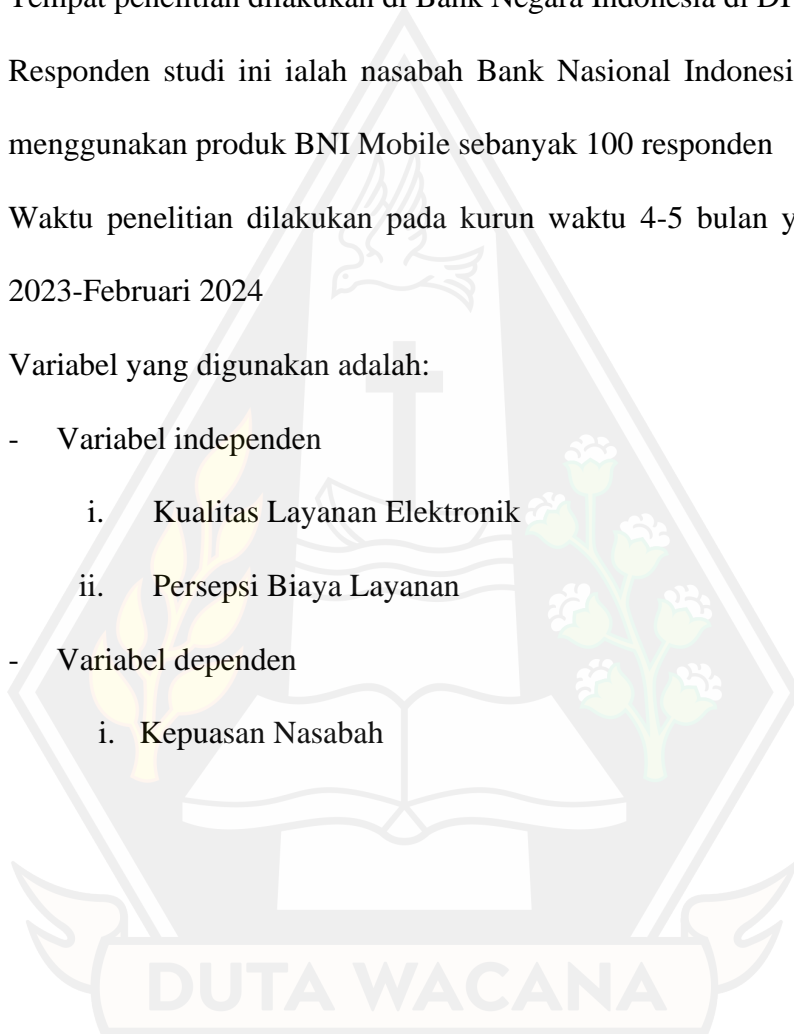 Tempat penelitian dilakukan di Bank Negara Indonesia di
Responden studi ini ialah nasabah Bank Nasional
menggunakan produk BNI Mobile sebanyak 100 responden
Waktu penelitian dilakukan pada kurun waktu 4-5 bulan
2023-Februari 2024
Variabel yang digunakan adalah:
- Variabel independen
i. Kualitas Layanan Elektronik
ii. Persepsi Biaya Layanan
- Variabel dependen
i. Kepuasan Nasabah
DUTA WACANA